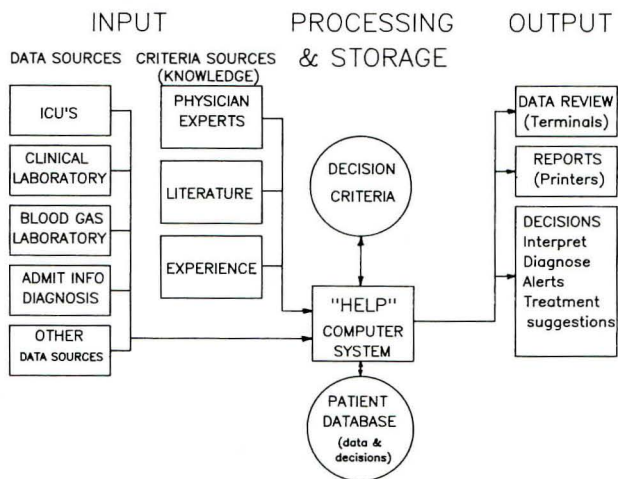 INPUT
PROCESSING
& STORAGE
OUTPUT
DATA SOURCES
CRITERIA SOURCES
(KNOWLEDGE)
ICU'S
CLINICAL
LABORATORY
BLOOD GAS
LABORATORY
ADMIT INFO
DIAGNOSIS
OTHER
DATA SOURCES
PHYSICIAN
EXPERTS
LITERATURE
EXPERIENCE
DECISION
CRITERIA
"HELP"
COMPUTER
SYSTEM
PATIENT
DATABASE
(data &
decisions)
DATA REVIEW
(Terminals)
REPORTS
(Printers)
DECISIONS
Interpret
Diagnose
Alerts
Treatment
suggestions